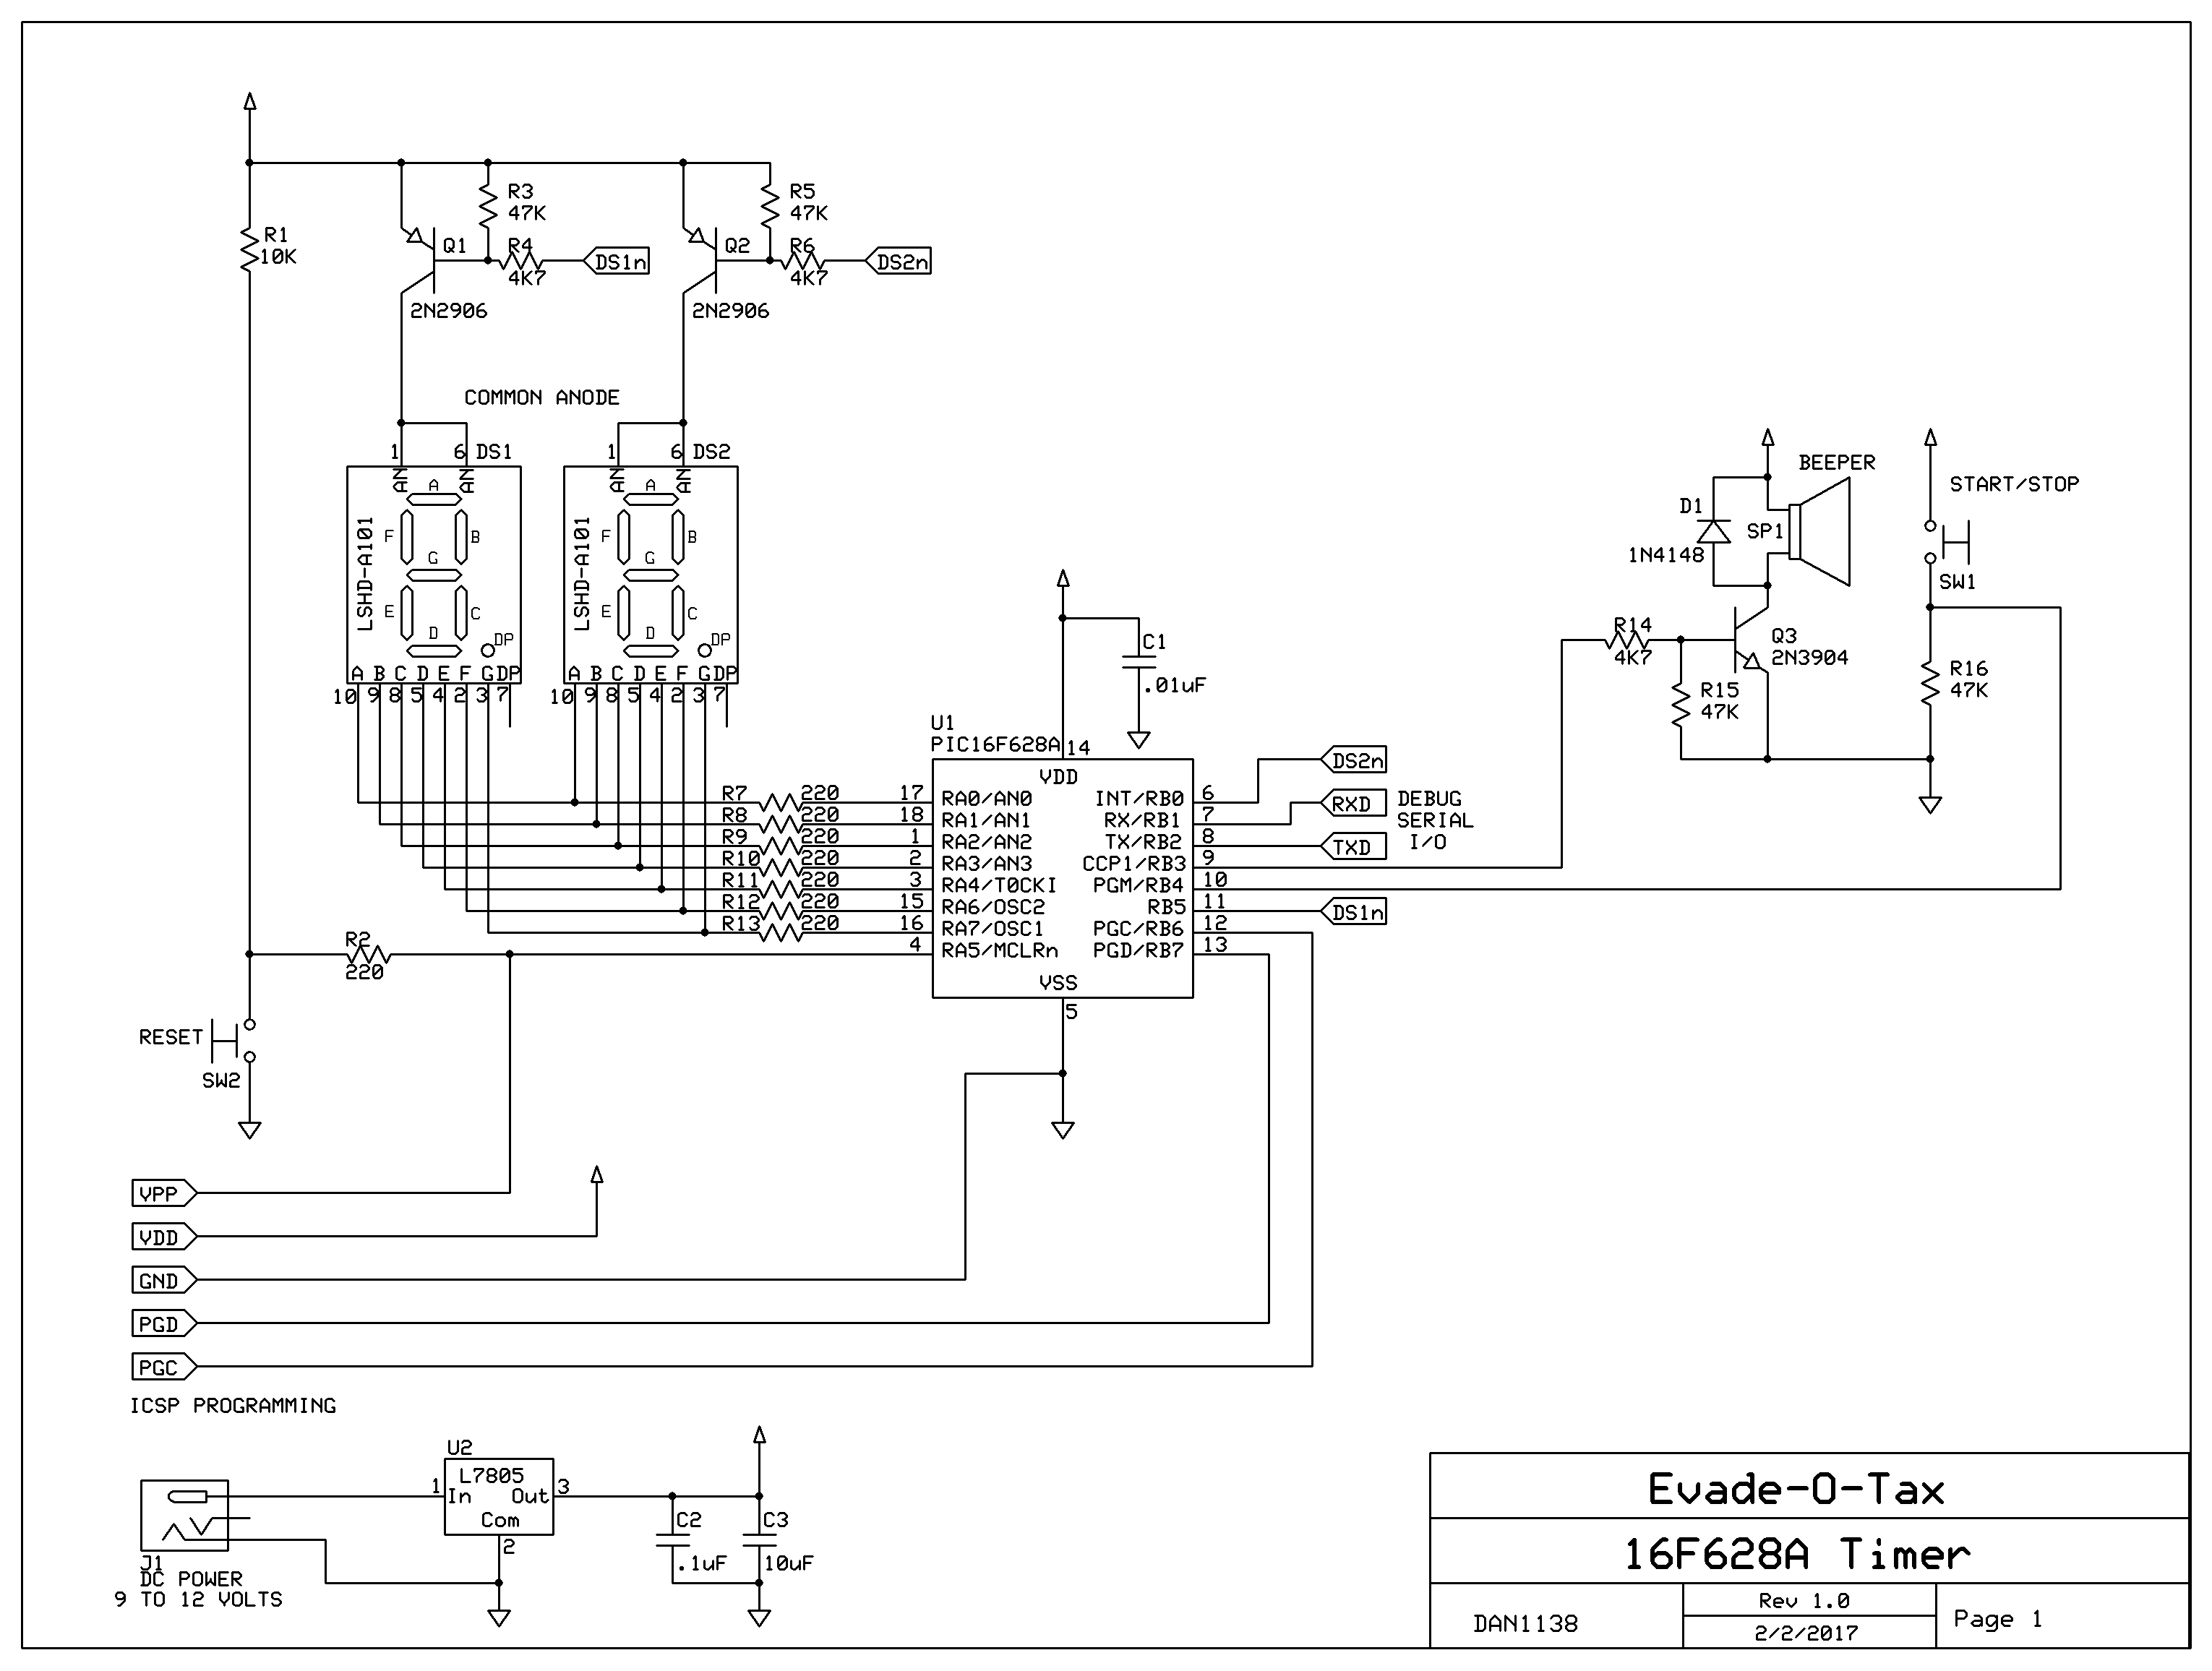 R1
10K
R3
47K
R4
4K7
Q1
2N2906
DS1n
R5
47K
R6
4K7
Q2
2N2906
DS2n
COMMON ANODE
1
6
DS1
AN
AN
LSHD-A101
A
F
B
G
E
C
D
DP
A B C D E F G DP
10 9 8 5 4 2 3 7
1
6
DS2
AN
AN
LSHD-A101
A
F
B
G
E
C
D
DP
A B C D E F G DP
10 9 8 5 4 2 3 7
BEEPER
START/STOP
D1
SP1
1N4148
SW1
R14
4K7
Q3
2N3904
R15
47K
R16
47K
C1
.01uF
U1
PIC16F628A
14
VDD
R7 220 17 RA0/AN0
R8 220 18 RA1/AN1
R9 220 1 RA2/AN2
R10 220 2 RA3/AN3
R11 220 3 RA4/T0CKI
R12 220 15 RA6/OSC2
R13 220 16 RA7/OSC1
4 RA5/MCLRn
INT/RB0 6
RX/RB1 7
TX/RB2 8
CCP1/RB3 9
PGM/RB4 10
RB5 11
PGC/RB6 12
PGD/RB7 13
VSS
5
DS2n
RXD
TXD
DEBUG
SERIAL
I/O
DS1n
R2
220
RESET
SW2
VPP
VDD
GND
PGD
PGC
ICSP PROGRAMMING
U2
L7805
1
In
Out
3
Com
2
J1
DC POWER
9 TO 12 VOLTS
C2
.1uF
C3
10uF
Evade-O-Tax
16F628A Timer
DAN1138
Rev 1.0
2/2/2017
Page 1